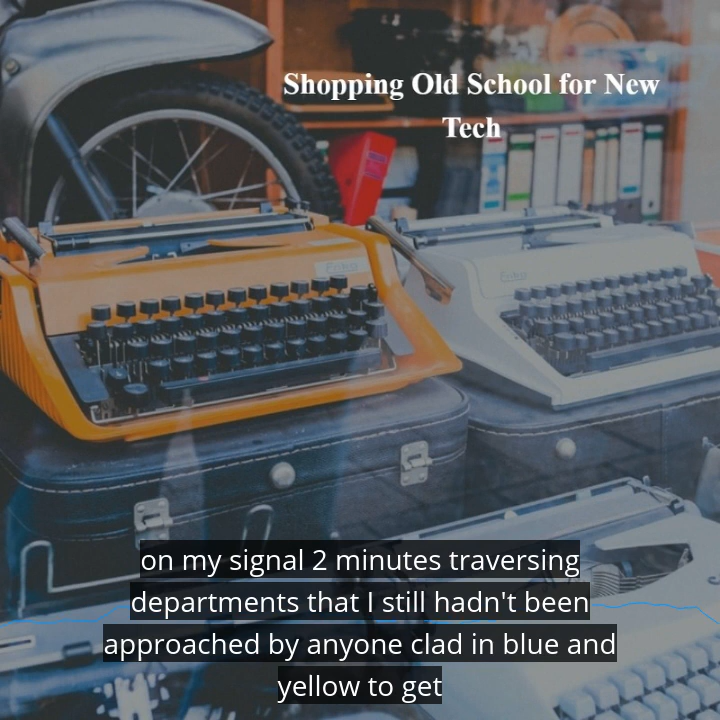 Shopping Old School for New
Tech
on my signal 2 minutes traversing
departments that I still hadn't been
approached by anyone clad in blue and
yellow to get